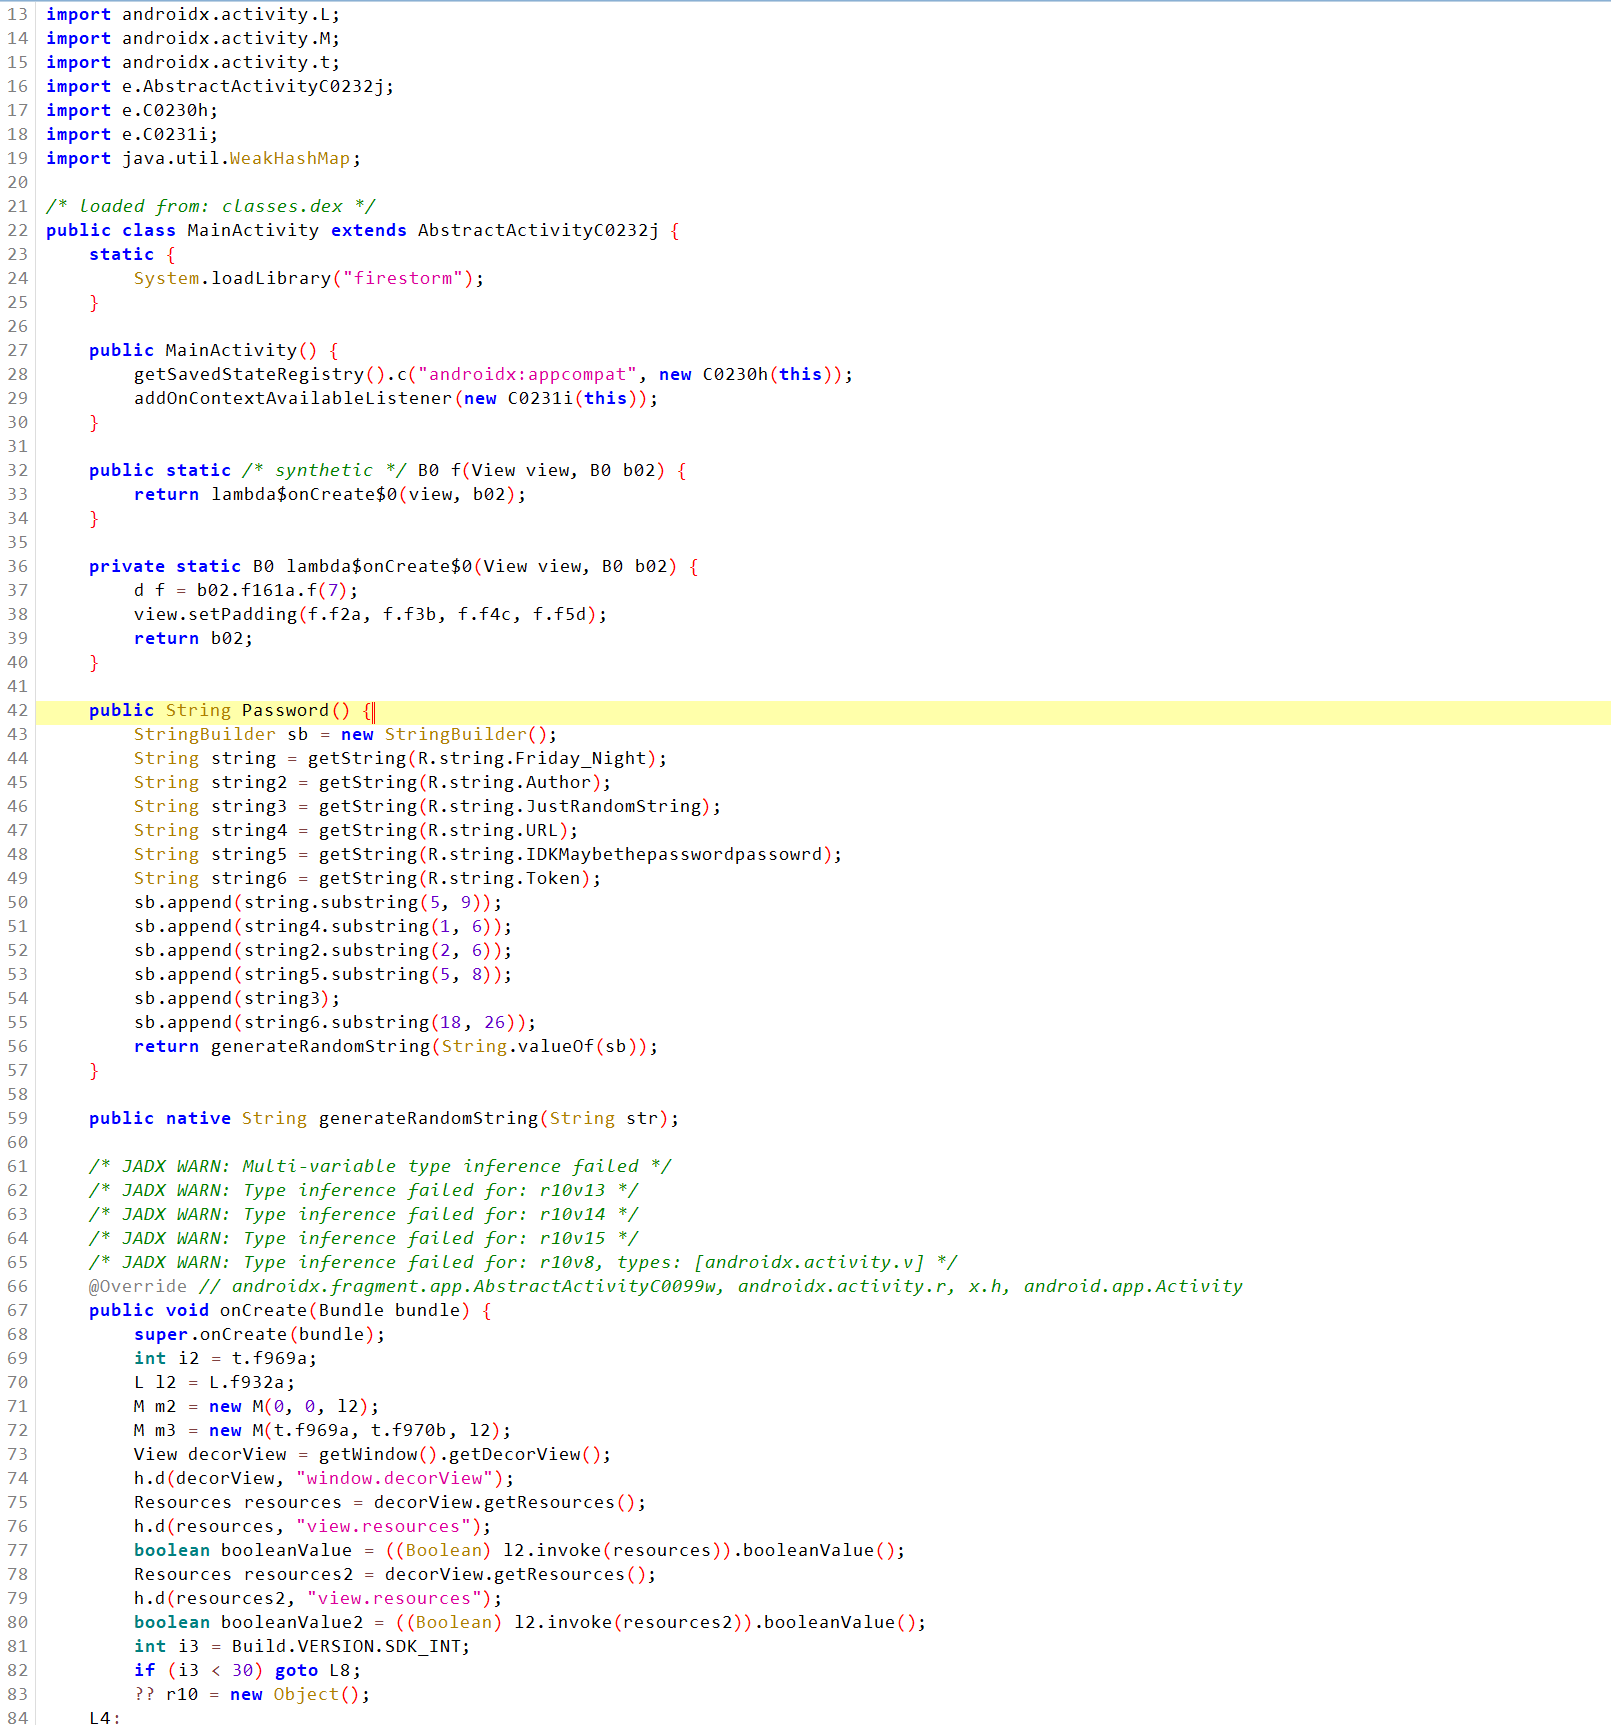 13 import androidx.activity.L;
14 import androidx.activity.M;
15 import androidx.activity.t;
16 import e.AbstractActivityC0232j;
17 import e.C0230h;
18 import e.C0231i;
19 import java.util.WeakHashMap;
20
21 /* loaded from: classes.dex */
22 public class MainActivity extends AbstractActivityC0232j {
23     static {
24         System.loadLibrary("firestorm");
25     }
26
27     public MainActivity() {
28         getSavedStateRegistry().c("androidx:appcompat", new C0230h(this));
29         addOnContextAvailableListener(new C0231i(this));
30     }
31
32     public static /* synthetic */ B0 f(View view, B0 b02) {
33         return lambda$onCreate$0(view, b02);
34     }
35
36     private static B0 lambda$onCreate$0(View view, B0 b02) {
37         d f = b02.f161a.f(7);
38         view.setPadding(f.f2a, f.f3b, f.f4c, f.f5d);
39         return b02;
40     }
41
42     public String Password() {
43         StringBuilder sb = new StringBuilder();
44         String string = getString(R.string.Friday_Night);
45         String string2 = getString(R.string.Author);
46         String string3 = getString(R.string.JustRandomString);
47         String string4 = getString(R.string.URL);
48         String string5 = getString(R.string.IDKMaybethepasswordpassowrd);
49         String string6 = getString(R.string.Token);
50         sb.append(string.substring(5, 9));
51         sb.append(string4.substring(1, 6));
52         sb.append(string2.substring(2, 6));
53         sb.append(string5.substring(5, 8));
54         sb.append(string3);
55         sb.append(string6.substring(18, 26));
56         return generateRandomString(String.valueOf(sb));
57     }
58
59     public native String generateRandomString(String str);
60
61     /* JADX WARN: Multi-variable type inference failed */
62     /* JADX WARN: Type inference failed for: r10v13 */
63     /* JADX WARN: Type inference failed for: r10v14 */
64     /* JADX WARN: Type inference failed for: r10v15 */
65     /* JADX WARN: Type inference failed for: r10v8, types: [androidx.activity.v] */
66     @Override // androidx.fragment.app.AbstractActivityC0099w, androidx.activity.r, x.h, android.app.Activity
67     public void onCreate(Bundle bundle) {
68         super.onCreate(bundle);
69         int i2 = t.f969a;
70         L l2 = L.f932a;
71         M m2 = new M(0, 0, l2);
72         M m3 = new M(t.f969a, t.f970b, l2);
73         View decorView = getWindow().getDecorView();
74         h.d(decorView, "window.decorView");
75         Resources resources = decorView.getResources();
76         h.d(resources, "view.resources");
77         boolean booleanValue = ((Boolean) l2.invoke(resources)).booleanValue();
78         Resources resources2 = decorView.getResources();
79         h.d(resources2, "view.resources");
80         boolean booleanValue2 = ((Boolean) l2.invoke(resources2)).booleanValue();
81         int i3 = Build.VERSION.SDK_INT;
82         if (i3 < 30) goto L8;
83         ?? r10 = new Object();
84     L4: